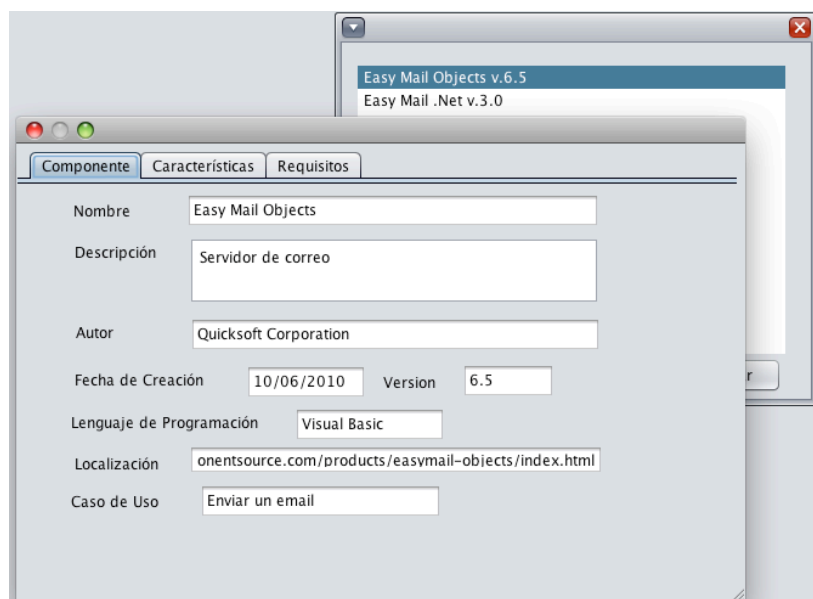 Easy Mail Objects v.6.5
Easy Mail .Net v.3.0
Componente Características Requisitos
Nombre Easy Mail Objects
Descripción Servidor de correo
Autor Quicksoft Corporation
Fecha de Creación 10/06/2010 Version 6.5
r
Lenguaje de Programación Visual Basic
Localización onentsource.com/products/easymail-objects/index.html
Caso de Uso Enviar un email